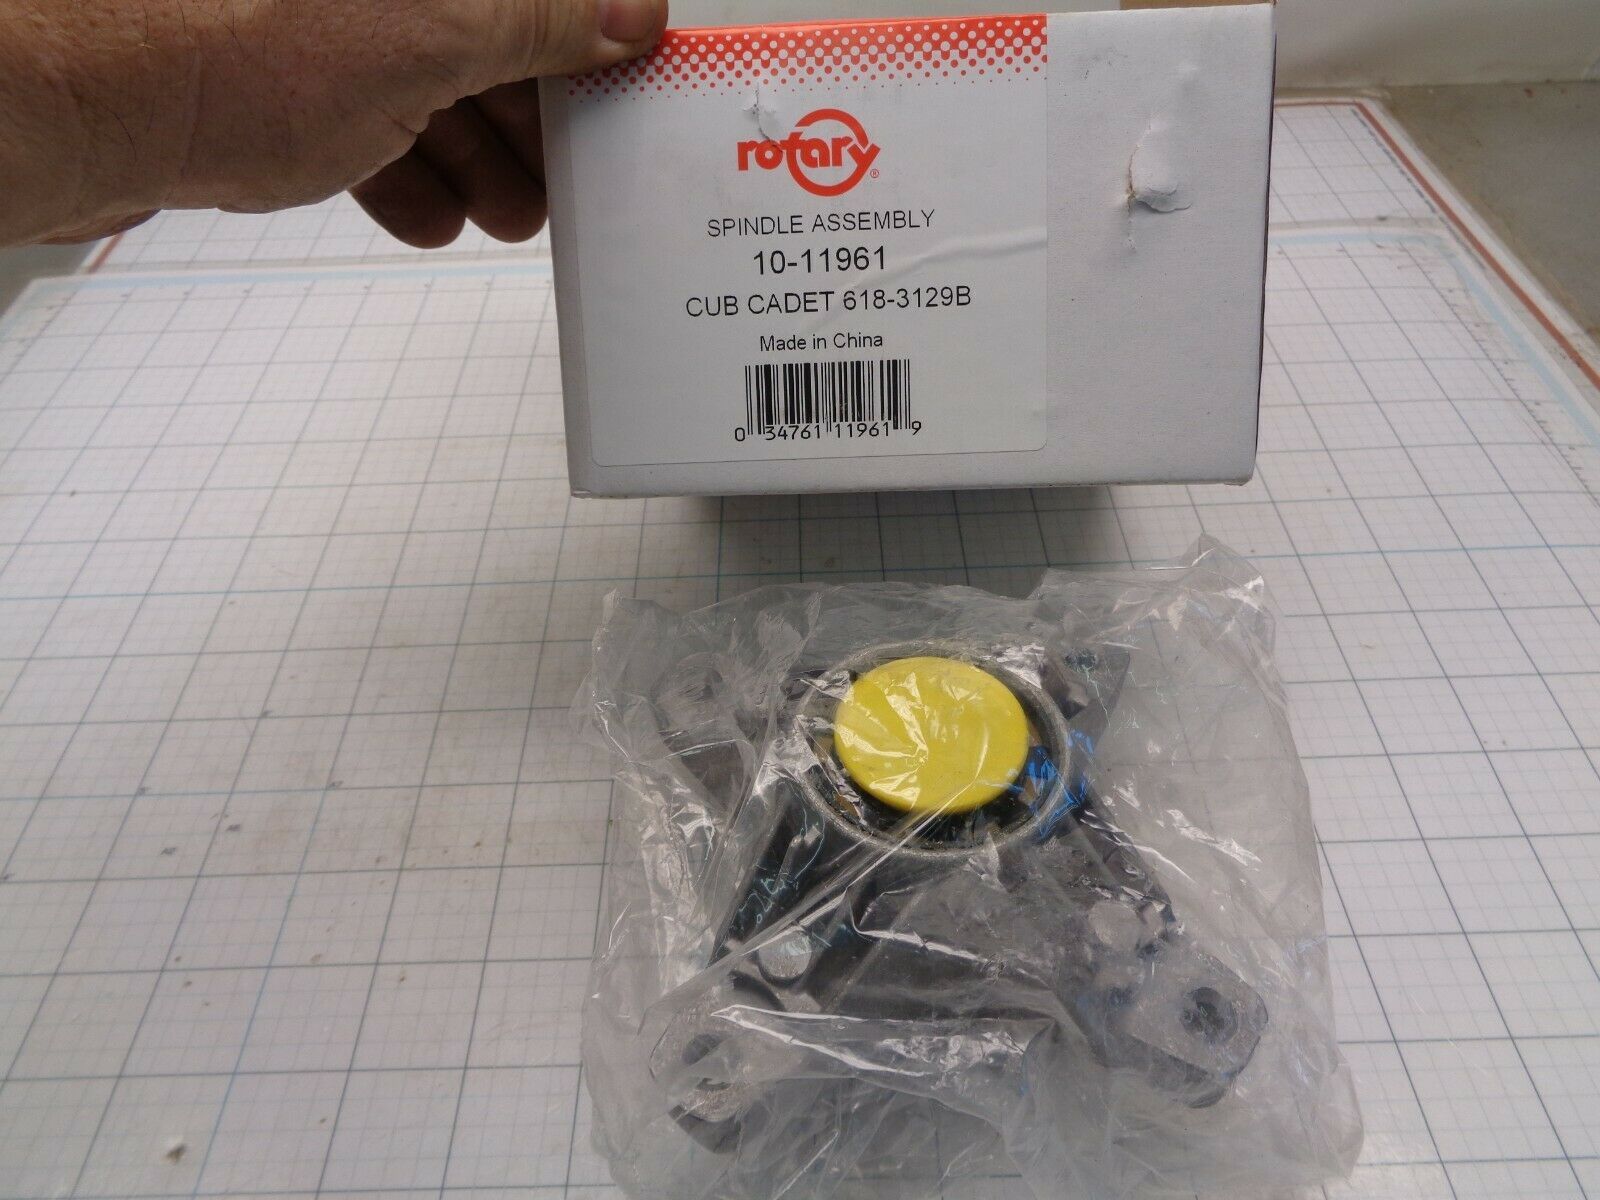 rotary®
SPINDLE ASSEMBLY
10-11961
CUB CADET 618-3129B
Made in China
0 34761 11961 9